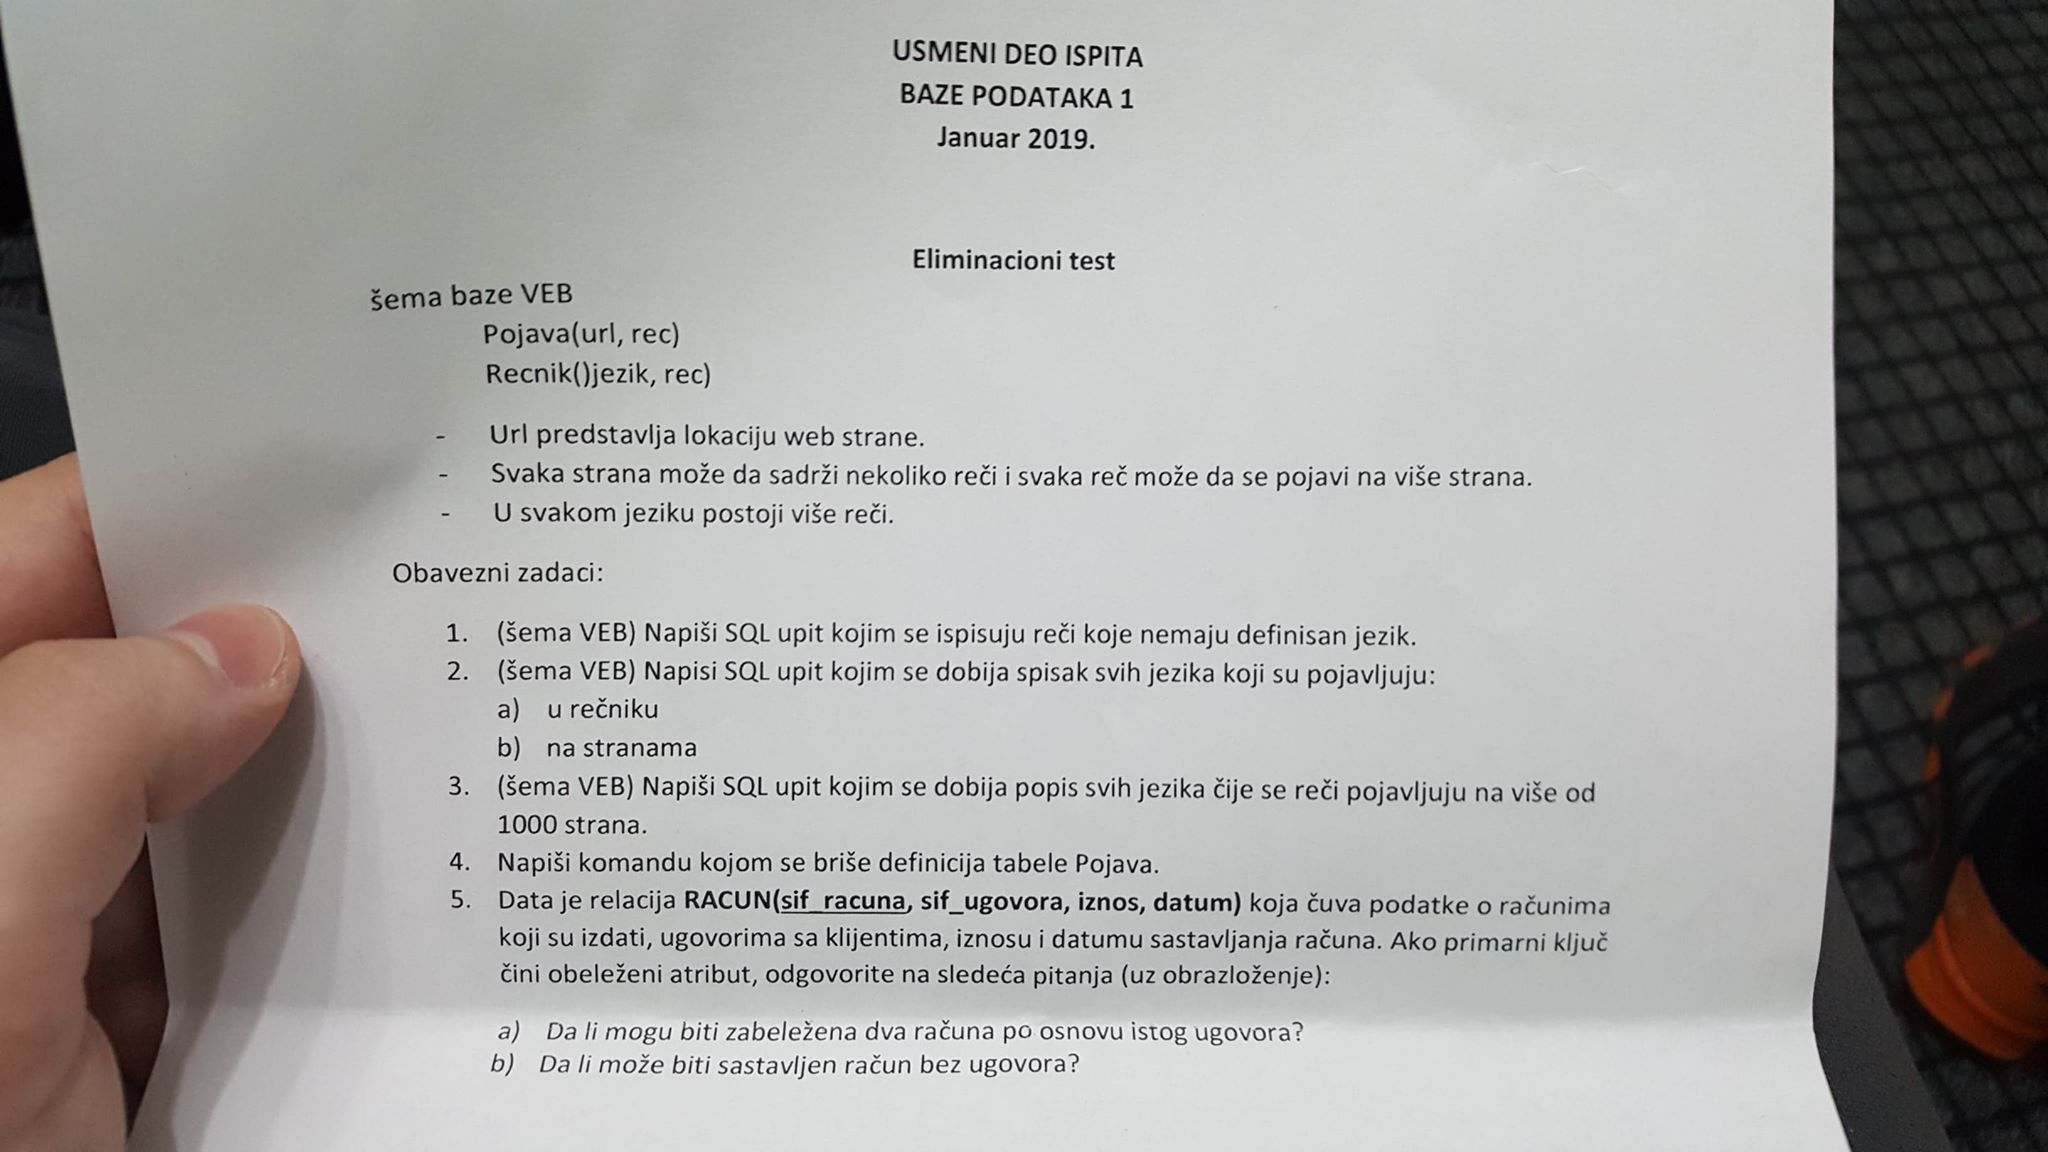 USMENI DEO ISPITA
BAZE PODATAKA 1
Januar 2019.
Eliminacioni test
šema baze VEB
Pojava(url, rec)
Recnik()jezik, rec)
- Url predstavlja lokaciju web strane.
- Svaka strana može da sadrži nekoliko reči i svaka reč može da se pojavi na više strana.
- U svakom jeziku postoji više reči.
Obavezni zadaci:
1. (šema VEB) Napiši SQL upit kojim se ispisuju reči koje nemaju definisan jezik.
2. (šema VEB) Napisi SQL upit kojim se dobija spisak svih jezika koji su pojavljuju:
a) u rečniku
b) na stranama
3. (šema VEB) Napiši SQL upit kojim se dobija popis svih jezika čije se reči pojavljuju na više od
1000 strana.
4. Napiši komandu kojom se briše definicija tabele Pojava.
5. Data je relacija RACUN(sif_racuna, sif_ugovora, iznos, datum) koja čuva podatke o računima
koji su izdati, ugovorima sa klijentima, iznosu i datumu sastavljanja računa. Ako primarni ključ
čini obeleženi atribut, odgovorite na sledeća pitanja (uz obrazloženje):
a) Da li mogu biti zabeležena dva računa po osnovu istog ugovora?
b) Da li može biti sastavljen račun bez ugovora?